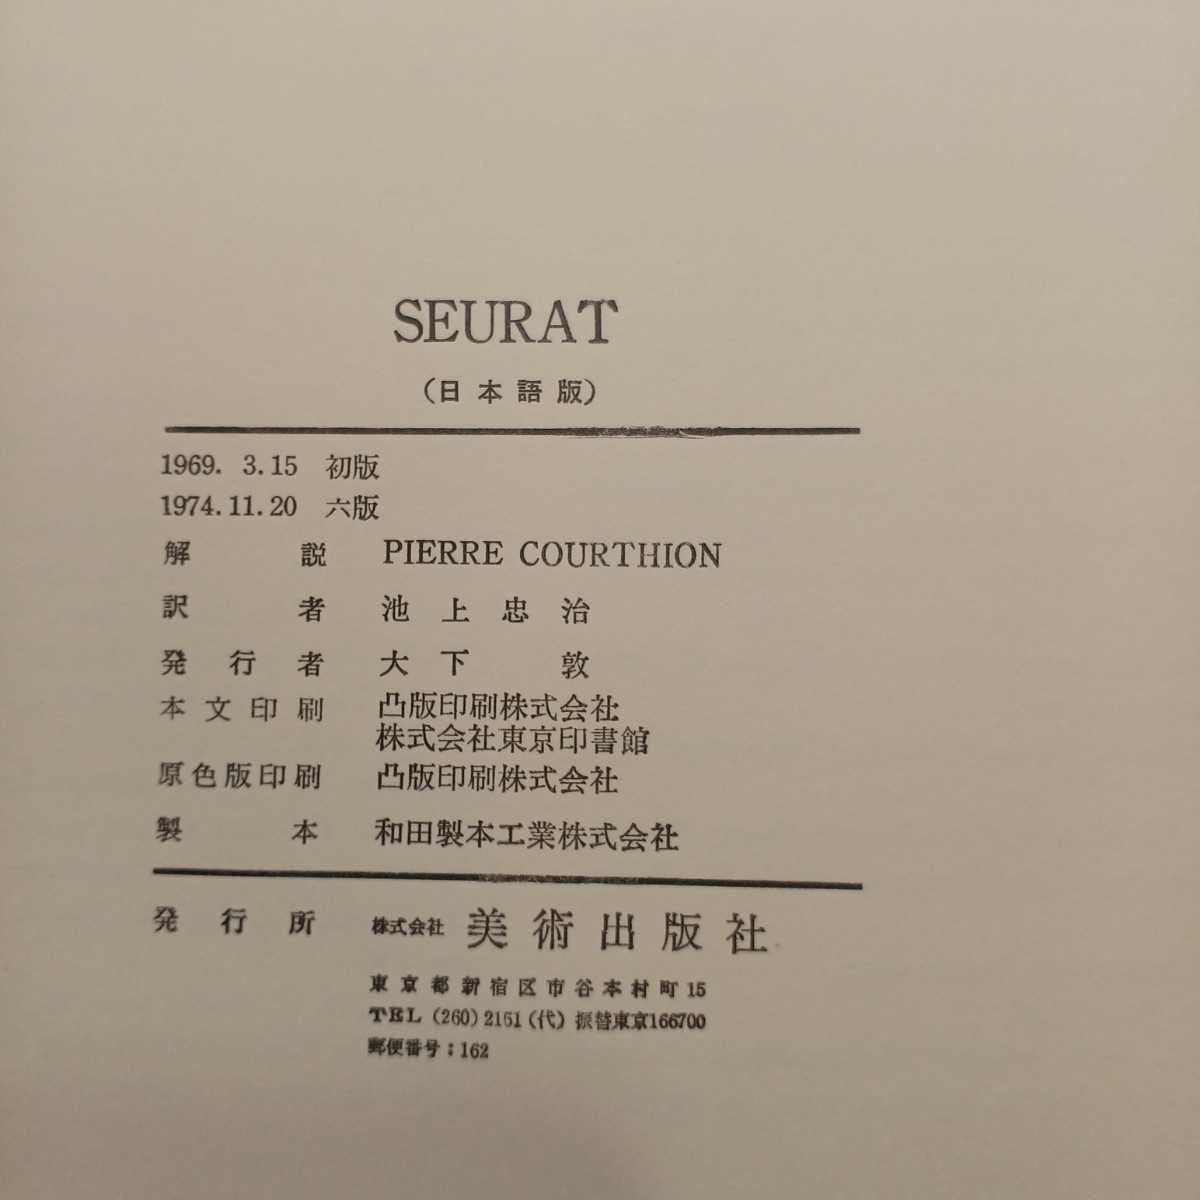 SEURAT
（日本語版）
1969. 3.15 初版
1974.11.20 六版
解説 PIERRE COURTHION
訳者 池上忠治
発行者 大下敦
本文印刷 凸版印刷株式会社
株式会社東京印書館
原色版印刷 凸版印刷株式会社
製本 和田製本工業株式会社
発行所 株式会社 美術出版社
東京都新宿区市谷本村町15
TEL (260) 2151 (代) 振替東京166700
郵便番号：162